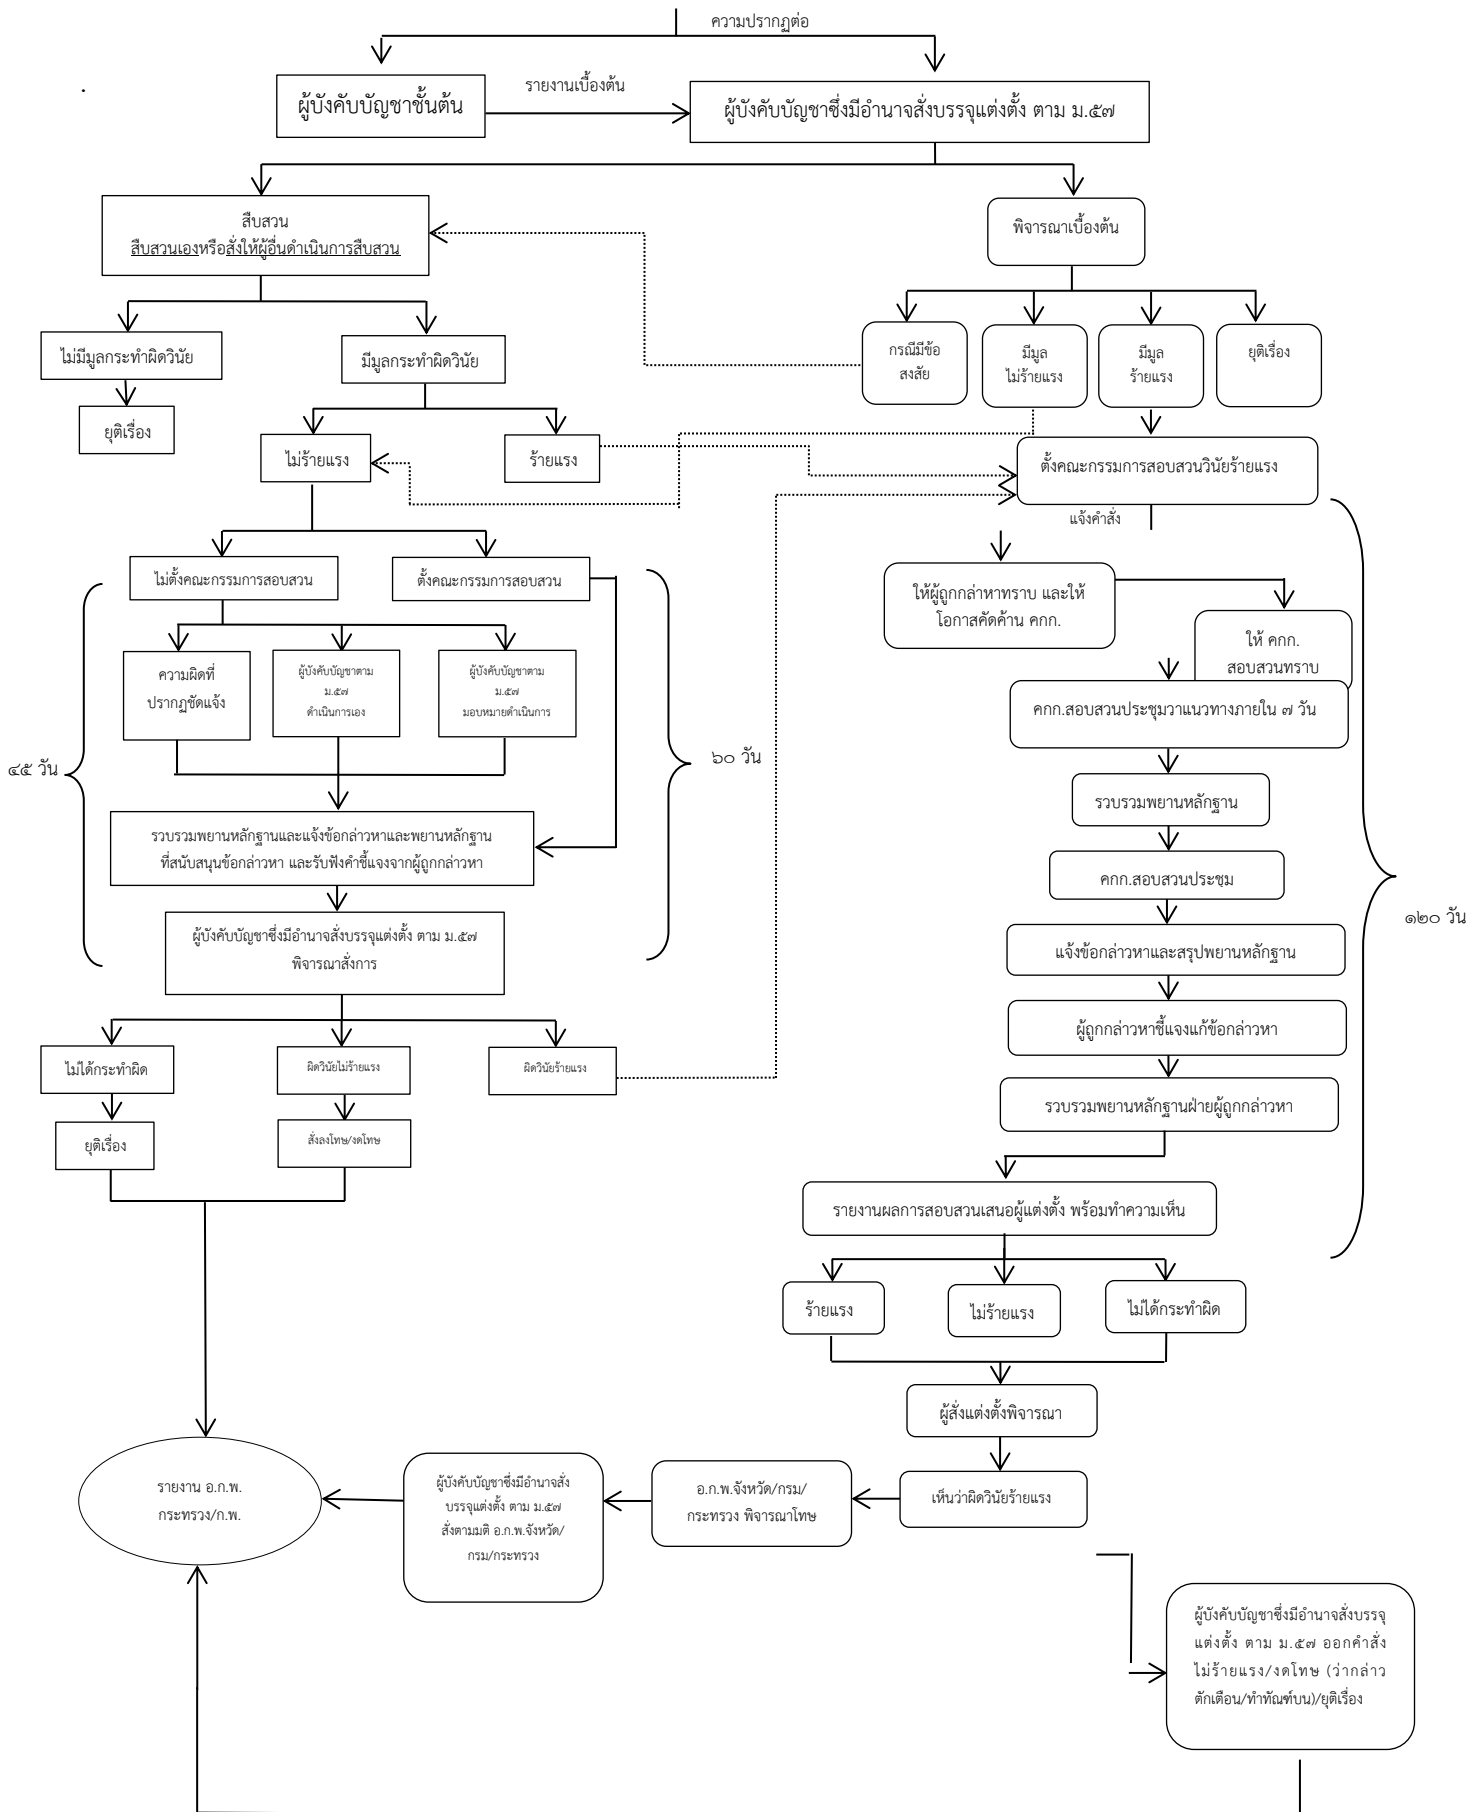 ความปรากฏต่อ
ผู้บังคับบัญชาชั้นต้น
รายงานเบื้องต้น
ผู้บังคับบัญชาซึ่งมีอำนาจสั่งบรรจุแต่งตั้ง ตาม ม.๕๗
.
สืบสวน
สืบสวนเองหรือสั่งให้ผู้อื่นดำเนินการสืบสวน
พิจารณาเบื้องต้น
ไม่มีมูลกระทำผิดวินัย
มีมูลกระทำผิดวินัย
กรณีมีข้อ
สงสัย
มีมูล
ไม่ร้ายแรง
มีมูล
ร้ายแรง
ยุติเรื่อง
ยุติเรื่อง
ไม่ร้ายแรง
ร้ายแรง
ตั้งคณะกรรมการสอบสวนวินัยร้ายแรง
แจ้งคำสั่ง
ไม่ตั้งคณะกรรมการสอบสวน
ตั้งคณะกรรมการสอบสวน
ให้ผู้ถูกกล่าหาทราบ และให้
โอกาสคัดค้าน คกก.
ให้ คกก.
สอบสวนทราบ
ความผิดที่
ปรากฏชัดแจ้ง
ผู้บังคับบัญชาตาม
ม.๕๗
ดำเนินการเอง
ผู้บังคับบัญชาตาม
ม.๕๗
มอบหมายดำเนินการ
คกก.สอบสวนประชุมวาแนวทางภายใน ๗ วัน
๔๕ วัน
๖๐ วัน
รวบรวมพยานหลักฐาน
รวบรวมพยานหลักฐานและแจ้งข้อกล่าวหาและพยานหลักฐาน
ที่สนับสนุนข้อกล่าวหา และรับฟังคำชี้แจงจากผู้ถูกกล่าวหา
คกก.สอบสวนประชุม
๑๒๐ วัน
ผู้บังคับบัญชาซึ่งมีอำนาจสั่งบรรจุแต่งตั้ง ตาม ม.๕๗
พิจารณาสั่งการ
แจ้งข้อกล่าวหาและสรุปพยานหลักฐาน
ผู้ถูกกล่าวหาชี้แจงแก้ข้อกล่าวหา
ไม่ได้กระทำผิด
ผิดวินัยไม่ร้ายแรง
ผิดวินัยร้ายแรง
รวบรวมพยานหลักฐานฝ่ายผู้ถูกกล่าวหา
ยุติเรื่อง
สั่งลงโทษ/งดโทษ
รายงานผลการสอบสวนเสนอผู้แต่งตั้ง พร้อมทำความเห็น
ร้ายแรง
ไม่ร้ายแรง
ไม่ได้กระทำผิด
ผู้สั่งแต่งตั้งพิจารณา
รายงาน อ.ก.พ.
กระทรวง/ก.พ.
ผู้บังคับบัญชาซึ่งมีอำนาจสั่ง
บรรจุแต่งตั้ง ตาม ม.๕๗
สั่งตามมติ อ.ก.พ.จังหวัด/
กรม/กระทรวง
อ.ก.พ.จังหวัด/กรม/
กระทรวง พิจารณาโทษ
เห็นว่าผิดวินัยร้ายแรง
ผู้บังคับบัญชาซึ่งมีอำนาจสั่งบรรจุ
แต่งตั้ง ตาม ม.๕๗ ออกคำสั่ง
ไม่ร้ายแรง/งดโทษ (ว่ากล่าว
ตักเตือน/ทำทัณฑ์บน)/ยุติเรื่อง